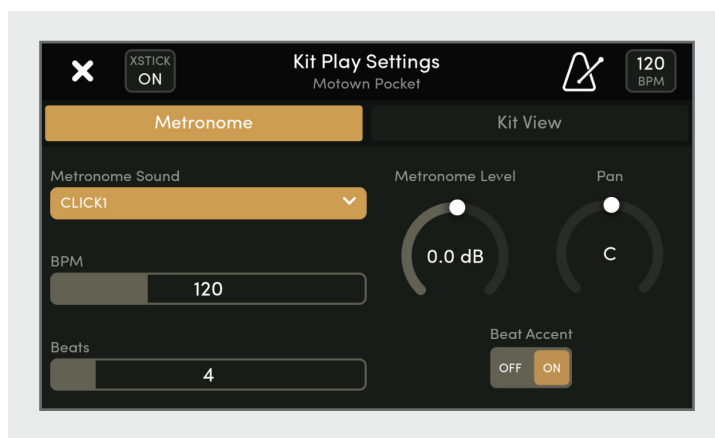 XSTICK
ON
Kit Play Settings
Motown Pocket
120
BPM
Metronome
Kit View
Metronome Sound
CLICK1
Metronome Level
Pan
0.0 dB
C
BPM
120
Beats
4
Beat Accent
OFF
ON